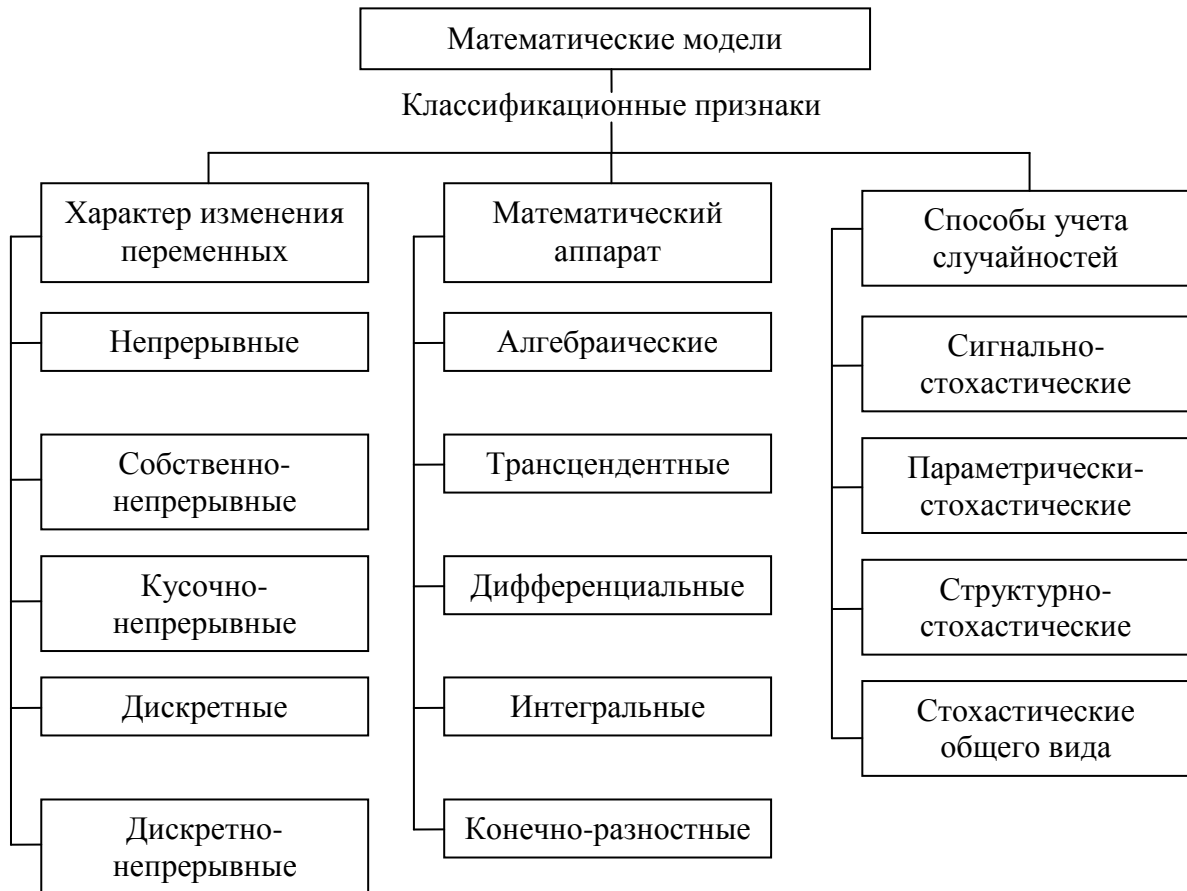 Математические модели
Классификационные признаки
Характер изменения
переменных
Непрерывные
Собственно-
непрерывные
Кусочно-
непрерывные
Дискретные
Дискретно-
непрерывные
Математический
аппарат
Алгебраические
Трансцендентные
Дифференциальные
Интегральные
Конечно-разностные
Способы учета
случайностей
Сигнально-
стохастические
Параметрически-
стохастические
Структурно-
стохастические
Стохастические
общего вида